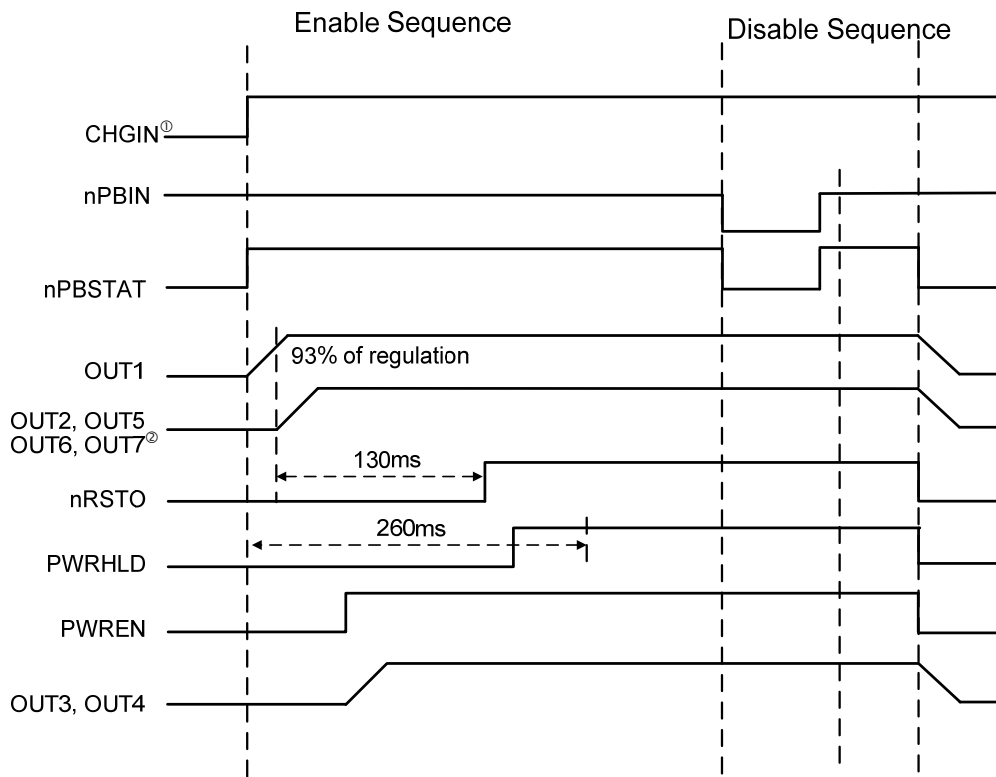 Enable Sequence
Disable Sequence
CHGIN①
nPBIN
nPBSTAT
93% of regulation
OUT1
OUT2, OUT5
OUT6, OUT7②
130ms
nRSTO
260ms
PWRHLD
PWREN
OUT3, OUT4